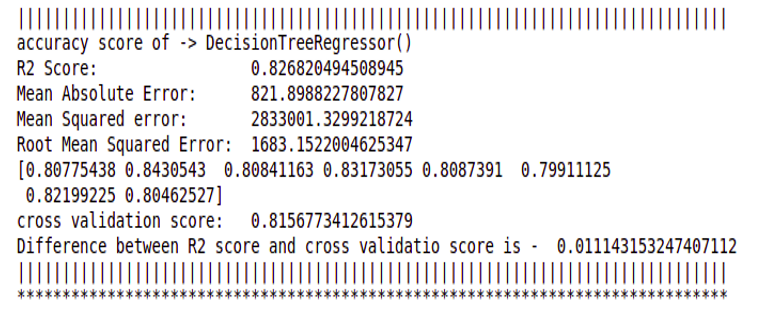 |||||||||||||||||||||||||||||||||||||||||||||||||||||||||||||||||||||||||||||||
accuracy score of -> DecisionTreeRegressor()
R2 Score:                 0.826820494508945
Mean Absolute Error:      821.8988227807827
Mean Squared error:       2833001.3299218724
Root Mean Squared Error:  1683.1522004625347
[0.80775438 0.8430543  0.80841163 0.83173055 0.8087391  0.79911125
 0.82199225 0.80462527]
cross validation score:   0.8156773412615379
Difference between R2 score and cross validatio score is -  0.011143153247407112
|||||||||||||||||||||||||||||||||||||||||||||||||||||||||||||||||||||||||||||||
*******************************************************************************